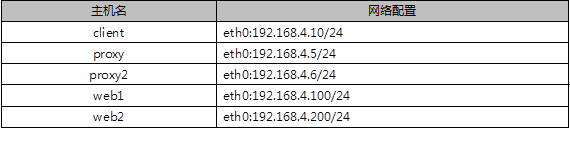 主机名 网络配置
client eth0:192.168.4.10/24
proxy eth0:192.168.4.5/24
proxy2 eth0:192.168.4.6/24
web1 eth0:192.168.4.100/24
web2 eth0:192.168.4.200/24